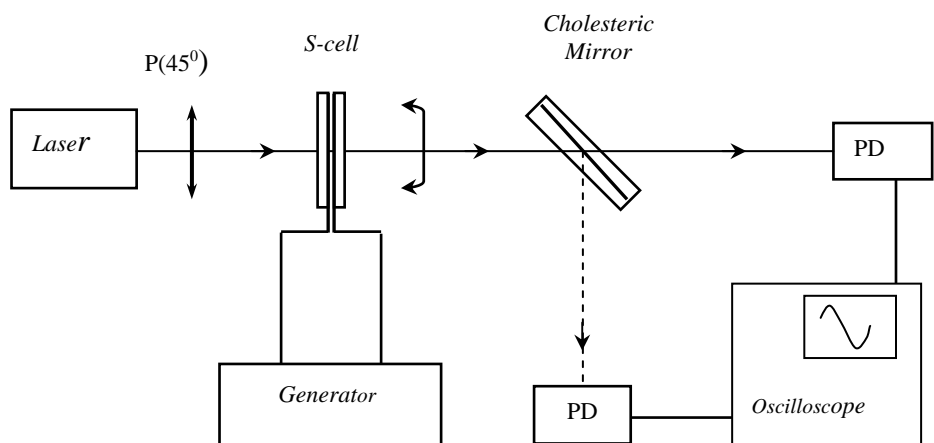 Cholesteric
Mirror
S-cell
P(45⁰)
Laser
PD
Generator
PD
Oscilloscope